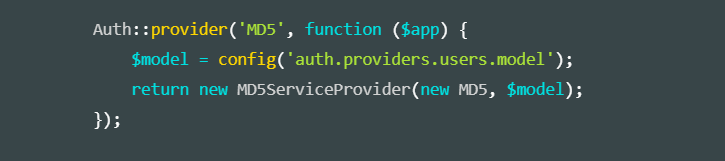 Auth::provider('MD5', function ($app) {
    $model = config('auth.providers.users.model');
    return new MD5ServiceProvider(new MD5, $model);
});